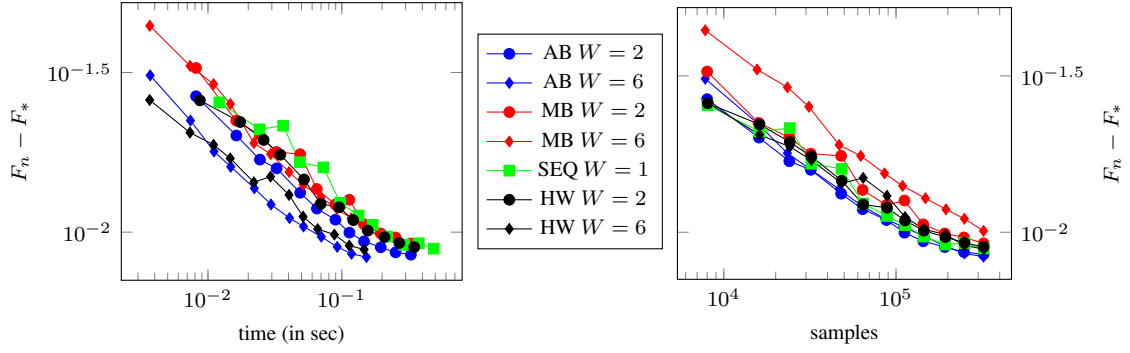 10^{-1.5}
10^{-2}
F_n − F_*
10^{-2}
10^{-1}
time (in sec)
AB W = 2
AB W = 6
MB W = 2
MB W = 6
SEQ W = 1
HW W = 2
HW W = 6
10^{-1.5}
10^{-2}
F_n − F_*
10^4
10^5
samples